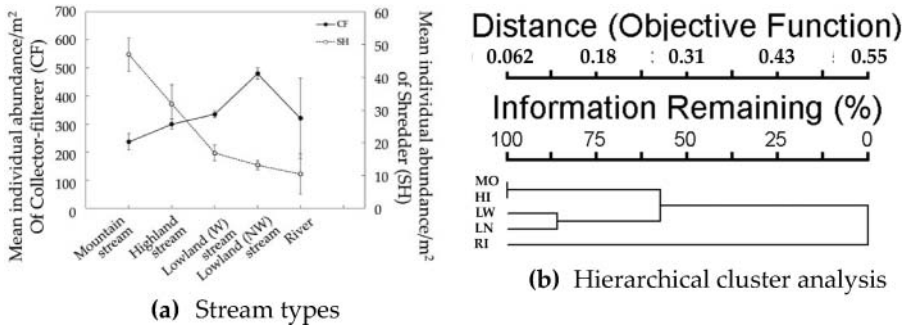 Mean individual abundance/m²
Of Collector-filterer (CF)
700
600
500
400
300
200
100
0
CF
SH
60
50
40
30
20
10
0
Mean individual abundance/m²
of Shredder (SH)
Mountain
stream
Highland
stream
Lowland (W)
stream
Lowland (NW)
stream
River
(a) Stream types
Distance (Objective Function)
0.062 0.18 0.31 0.43 0.55
Information Remaining (%)
100 75 50 25 0
MO
HI
LW
LN
RI
(b) Hierarchical cluster analysis